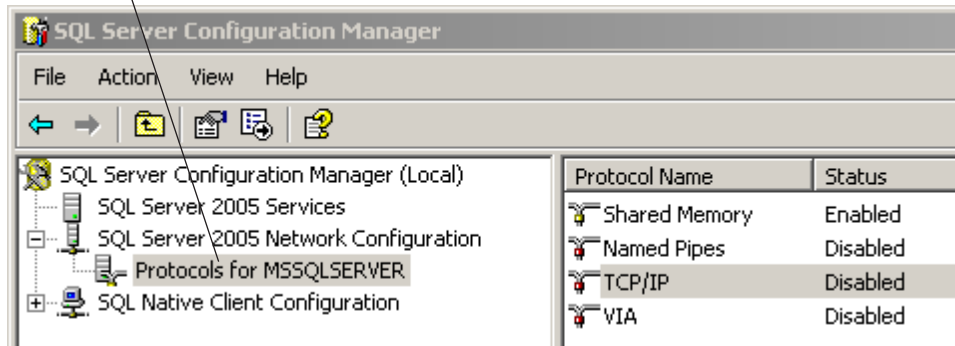 SQL Server Configuration Manager
File Action View Help
SQL Server Configuration Manager (Local)
SQL Server 2005 Services
SQL Server 2005 Network Configuration
Protocols for MSSQLSERVER
SQL Native Client Configuration
Protocol Name Status
Shared Memory Enabled
Named Pipes Disabled
TCP/IP Disabled
VIA Disabled